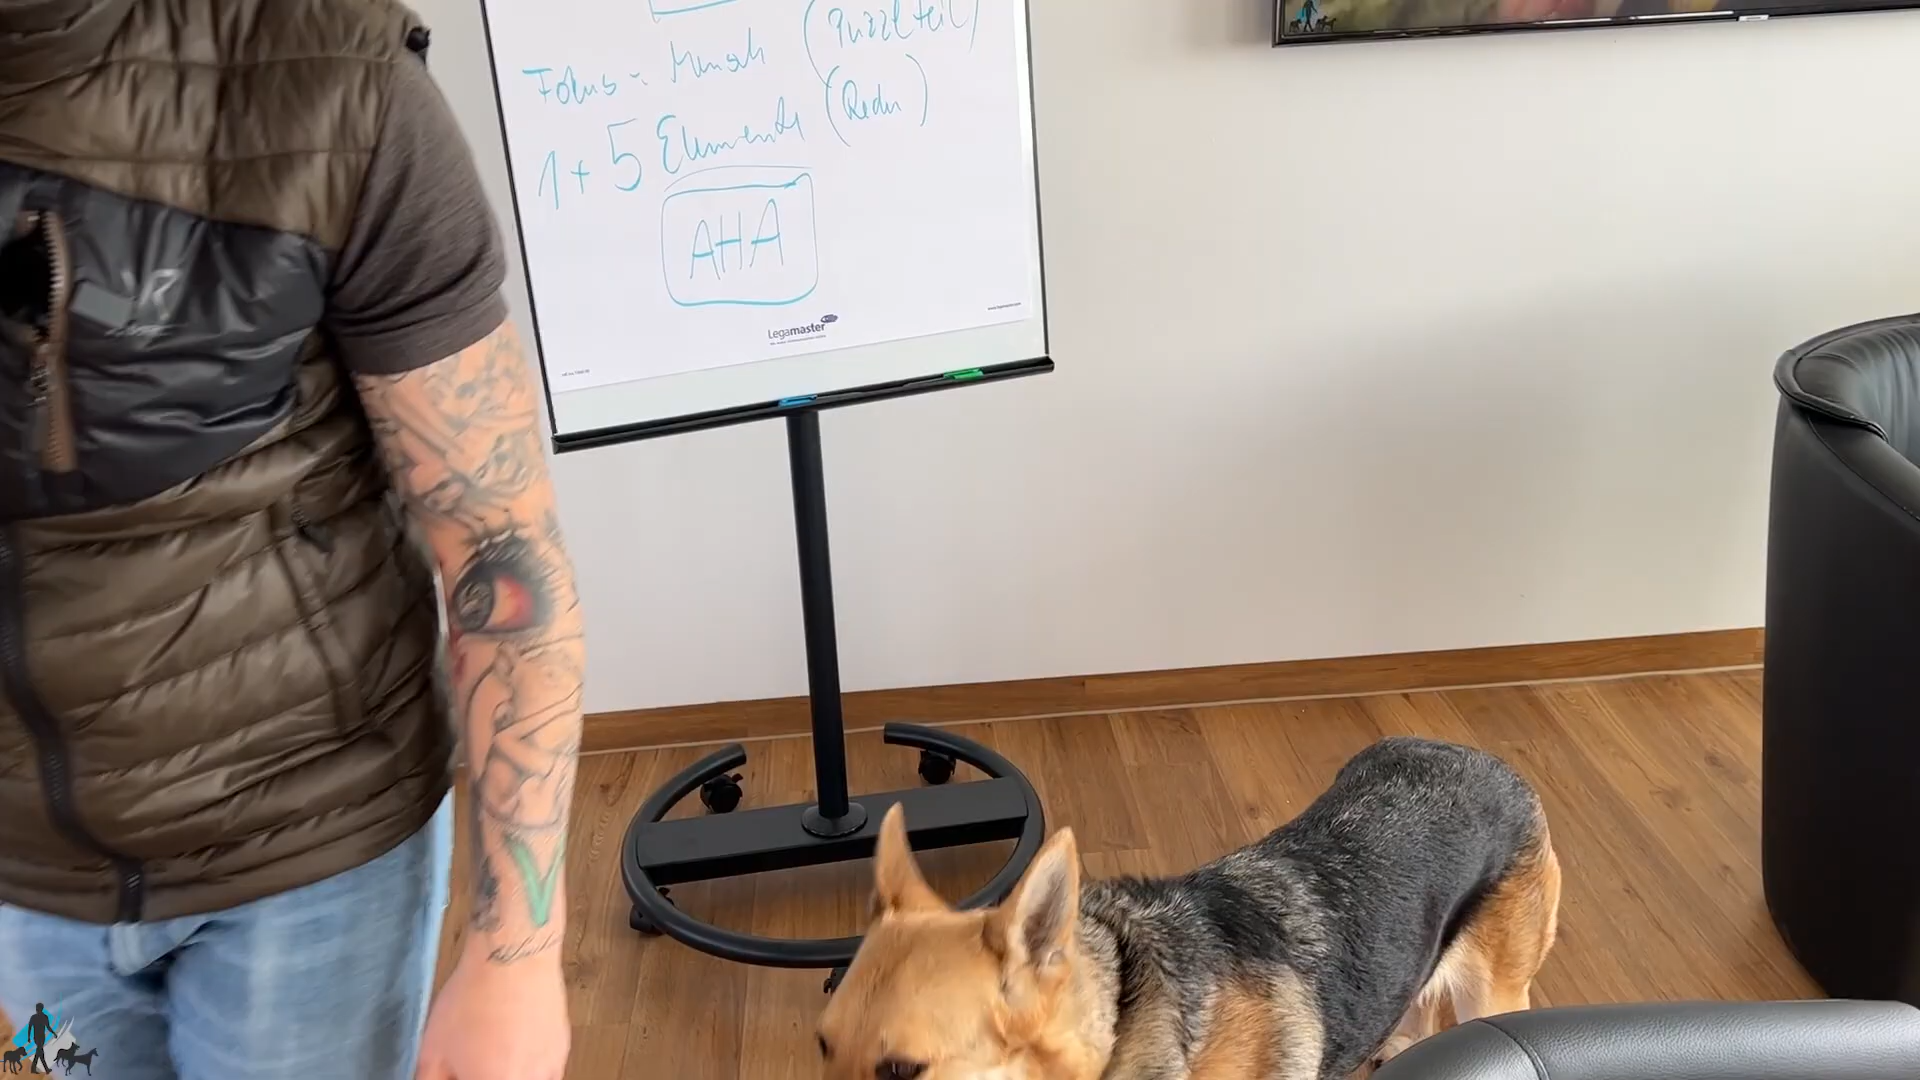 Fokus: Mensch (Puzzleteil)
1+5 Elemente (Reden)
AHA
Legamaster